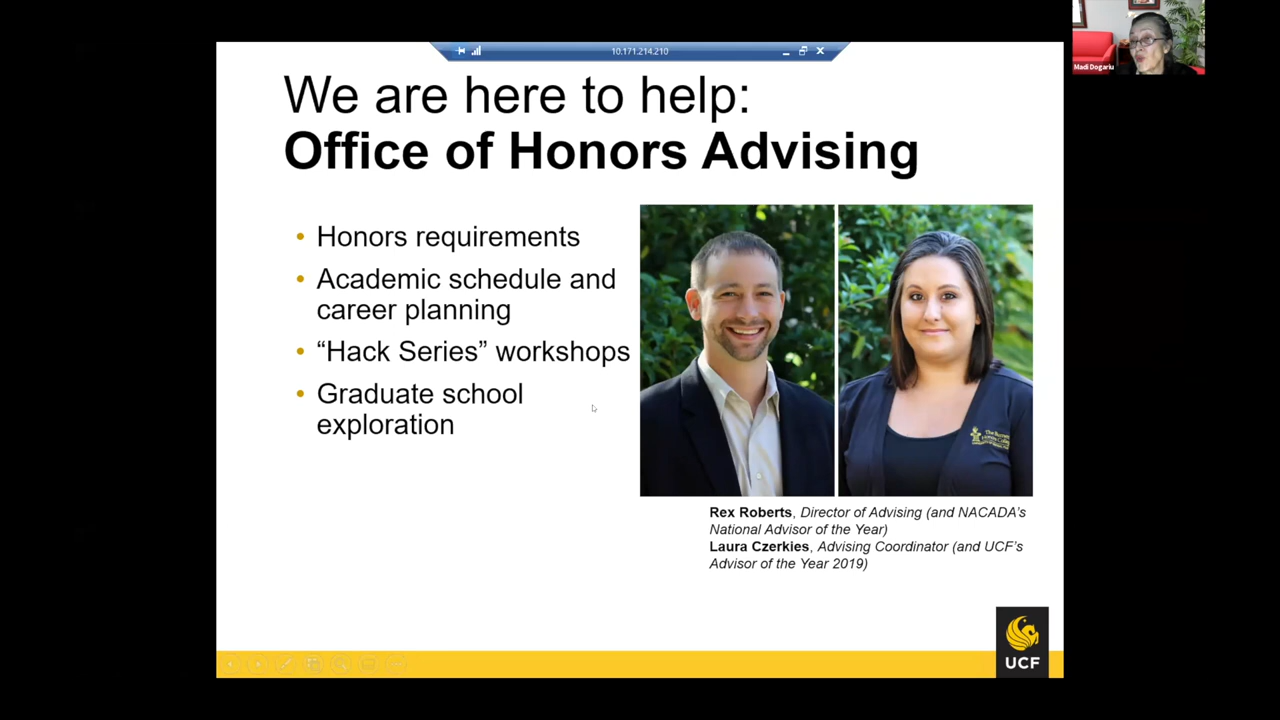 10.171.214.210
Madi Dogariu
We are here to help:
Office of Honors Advising
• Honors requirements
• Academic schedule and
career planning
• “Hack Series” workshops
• Graduate school
exploration
Rex Roberts, Director of Advising (and NACADA’s
National Advisor of the Year)
Laura Czerkies, Advising Coordinator (and UCF’s
Advisor of the Year 2019)
UCF